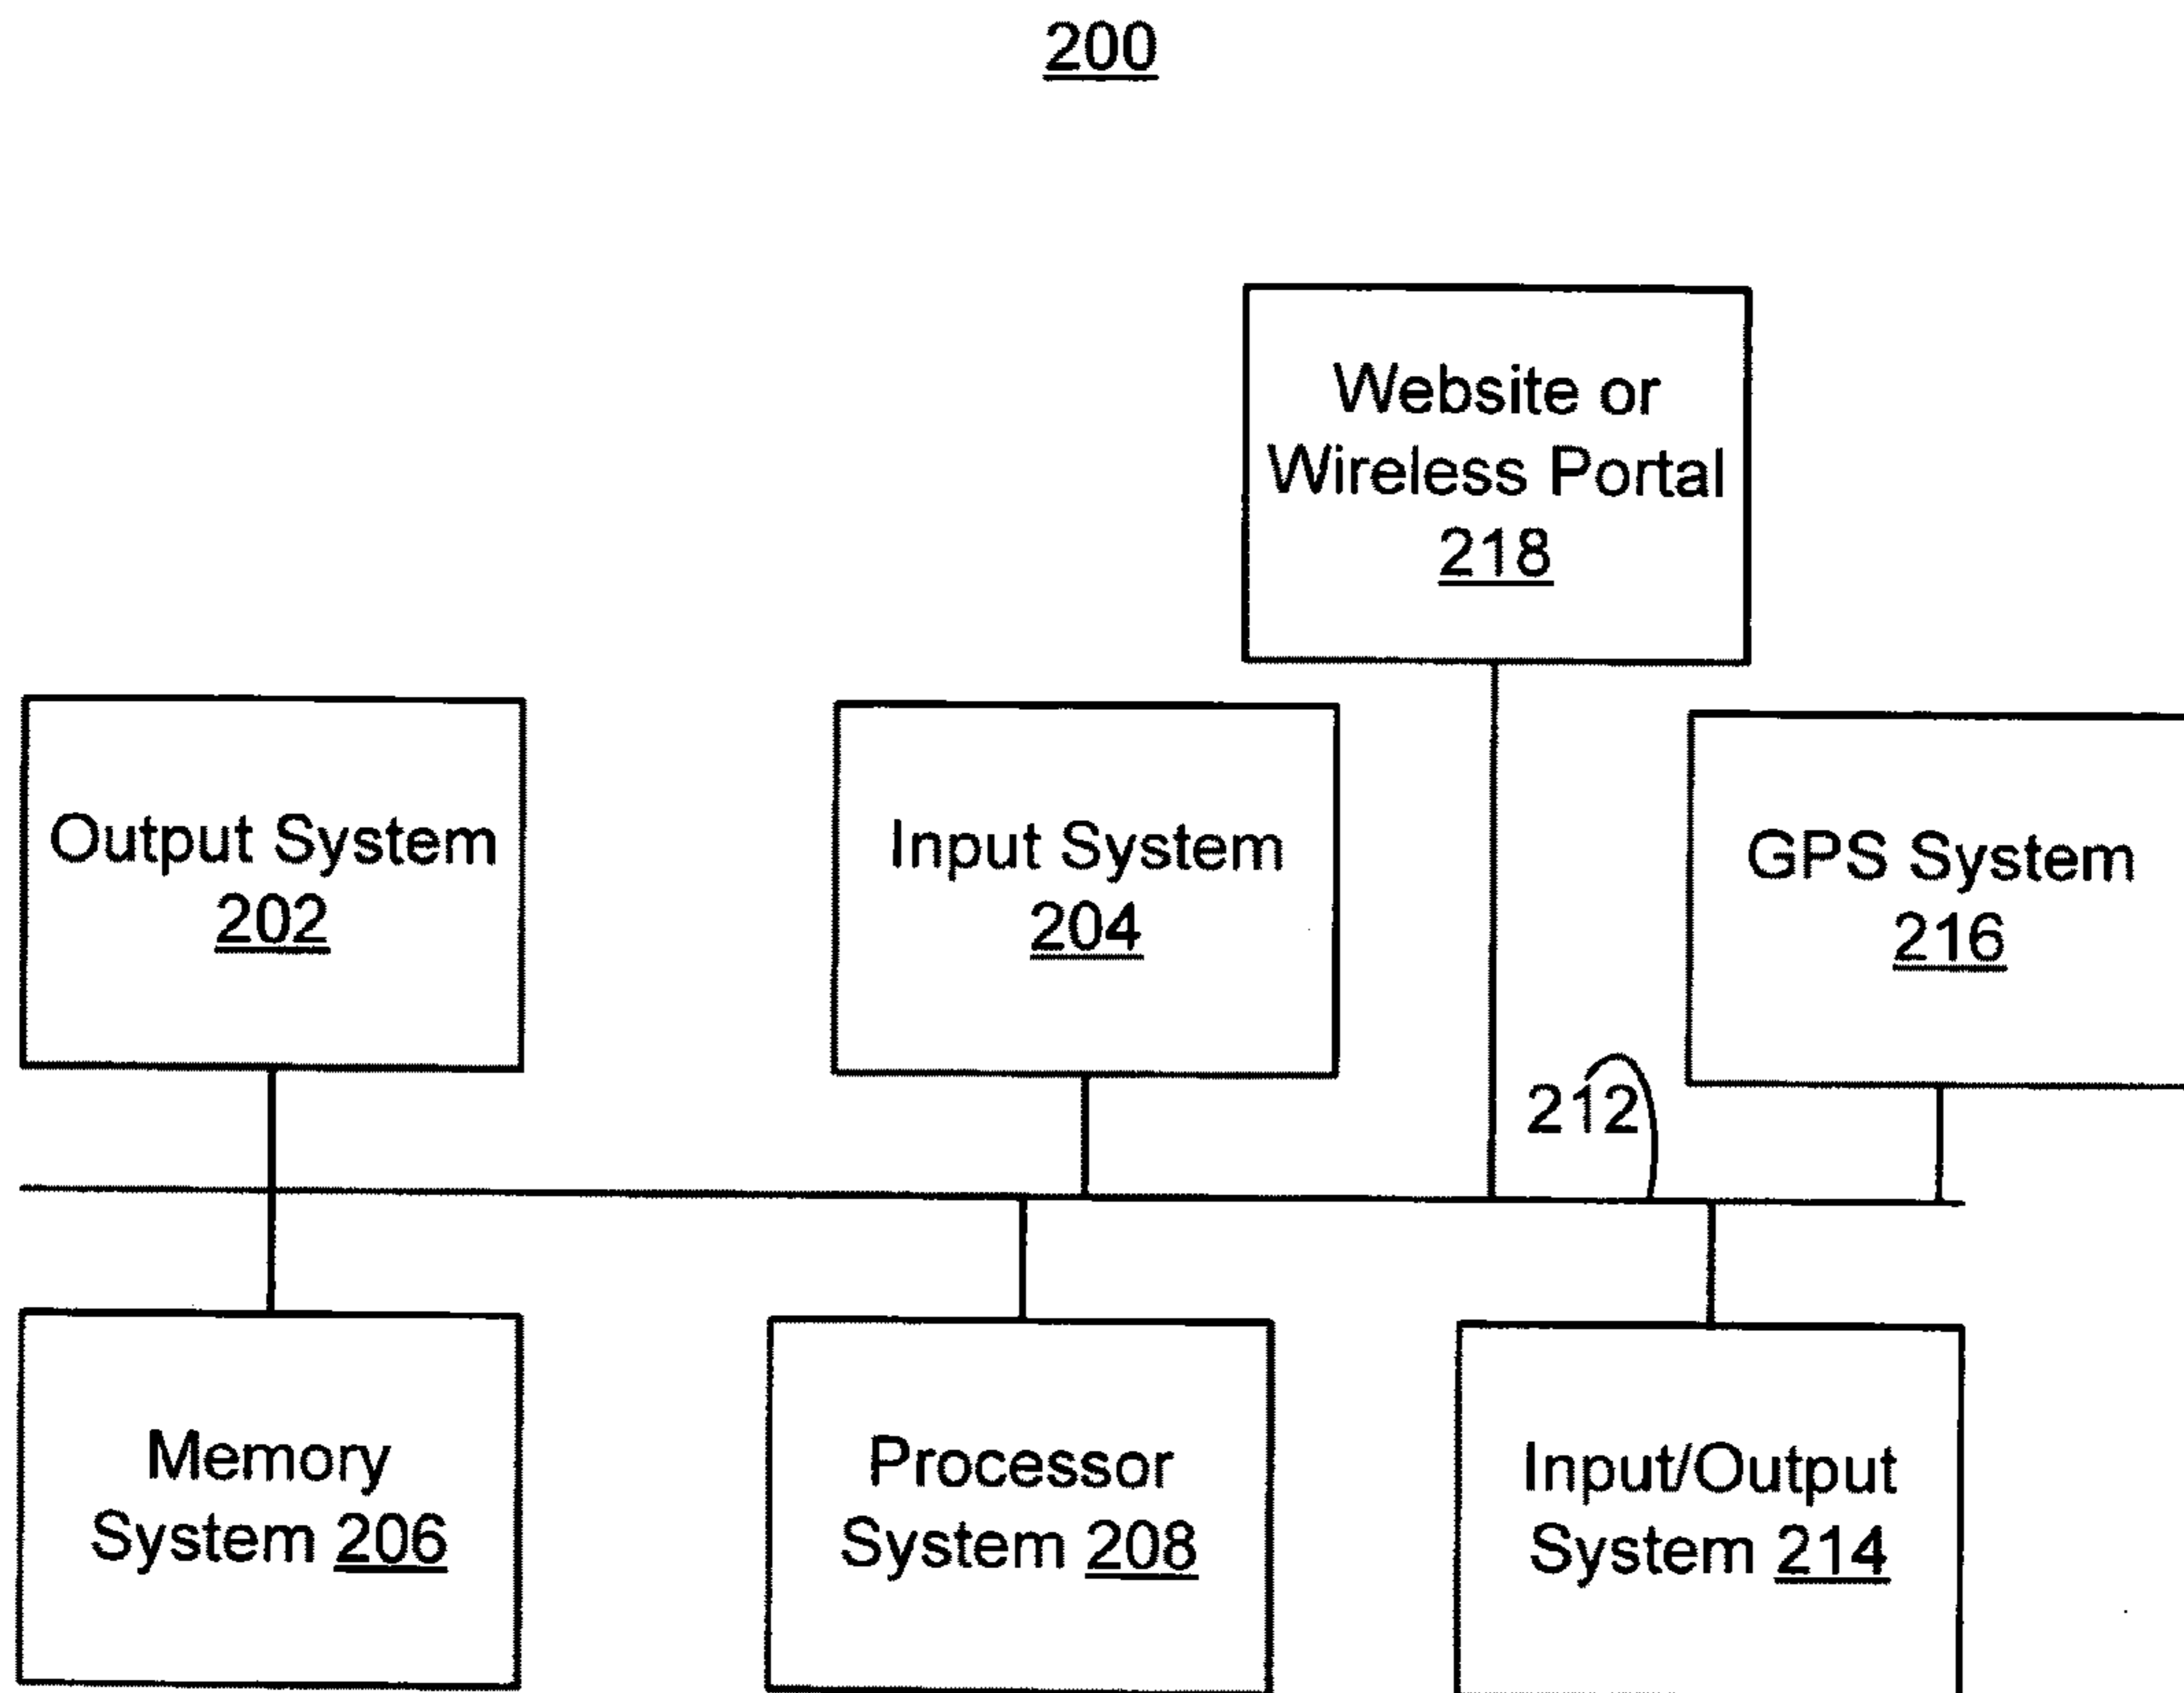 200
Website or
Wireless Portal
218
Output System
202
Input System
204
GPS System
216
212
Memory
System 206
Processor
System 208
Input/Output
System 214